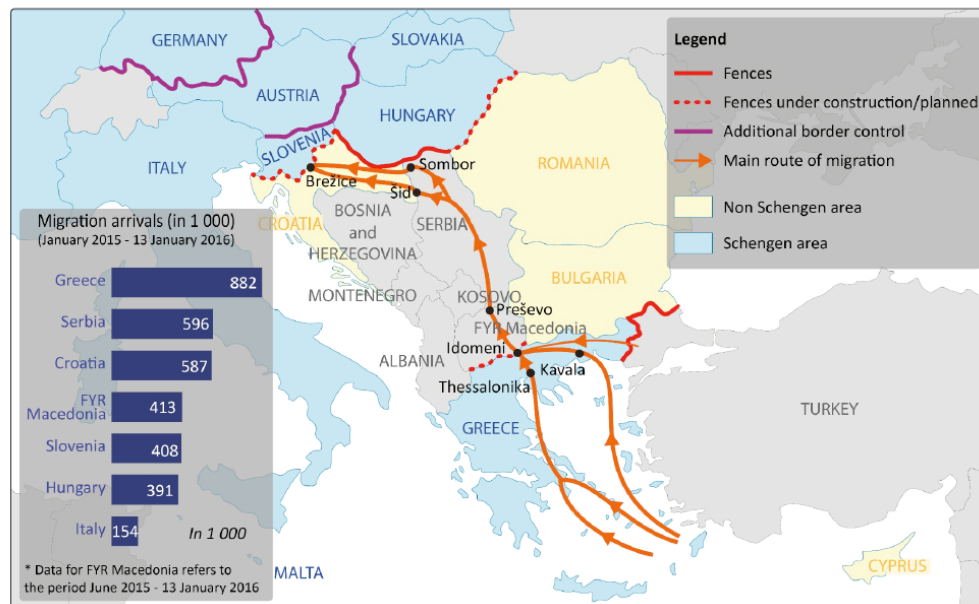 GERMANY
SLOVAKIA
AUSTRIA
HUNGARY
SLOVENIA
ITALY
ROMANIA
Brežice
Sombor
Šid
CROATIA
BOSNIA
and
HERZEGOVINA
SERBIA
MONTENEGRO
KOSOVO
BULGARIA
Preševo
FYR Macedonia
Idomeni
ALBANIA
Kavala
Thessalonika
GREECE
TURKEY
MALTA
CYPRUS
Legend
Fences
Fences under construction/planned
Additional border control
Main route of migration
Non Schengen area
Schengen area
Migration arrivals (in 1 000)
(January 2015 - 13 January 2016)
Greece 882
Serbia 596
Croatia 587
FYR
Macedonia 413
Slovenia 408
Hungary 391
Italy 154
In 1 000
* Data for FYR Macedonia refers to
the period June 2015 - 13 January 2016